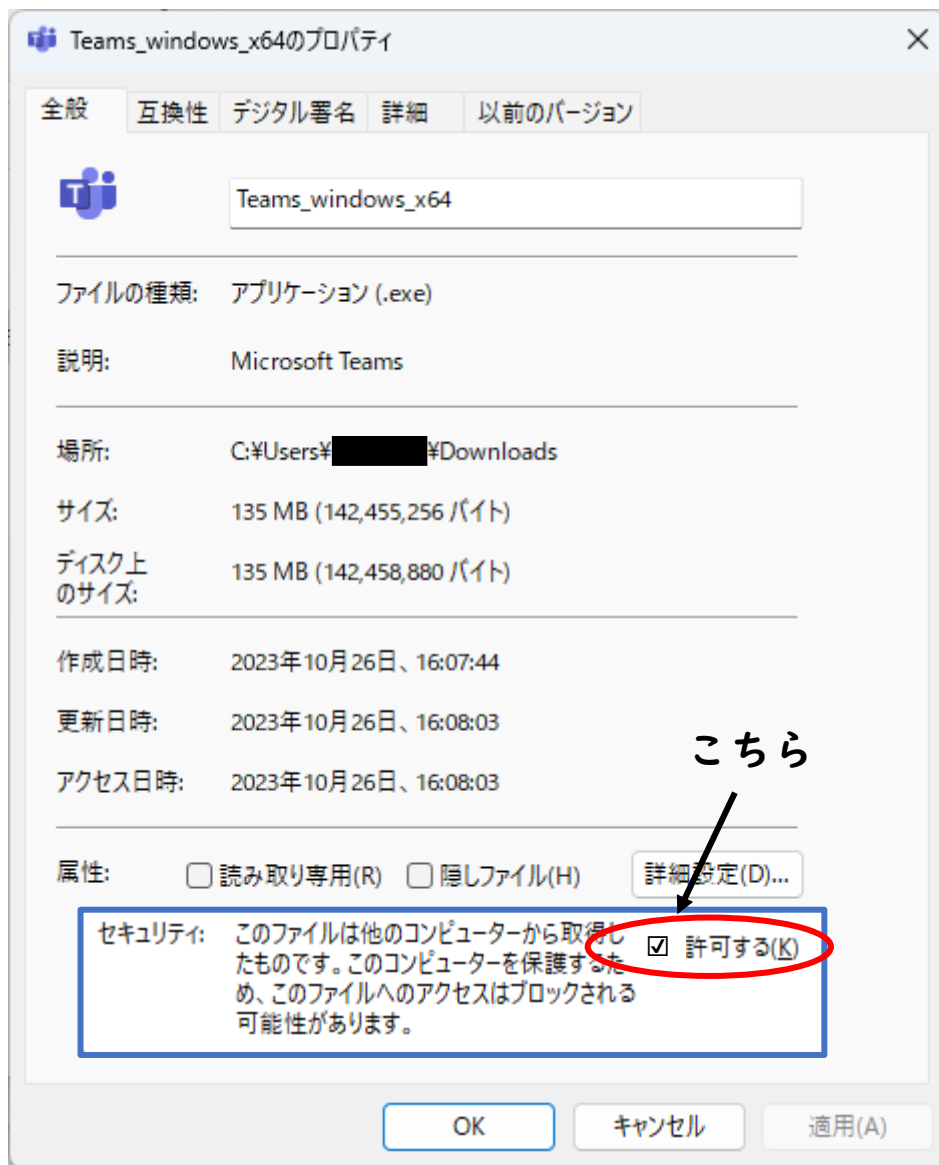 Teams_windows_x64のプロパティ
全般 互換性 デジタル署名 詳細 以前のバージョン
Teams_windows_x64
ファイルの種類: アプリケーション (.exe)
説明: Microsoft Teams
場所: C:¥Users¥ ¥Downloads
サイズ: 135 MB (142,455,256 バイト)
ディスク上
のサイズ: 135 MB (142,458,880 バイト)
作成日時: 2023年10月26日、16:07:44
更新日時: 2023年10月26日、16:08:03
こちら
アクセス日時: 2023年10月26日、16:08:03
属性: 読み取り専用(R) 隠しファイル(H) 詳細設定(D)...
セキュリティ: このファイルは他のコンピューターから取得し
たものです。このコンピューターを保護するた
め、このファイルへのアクセスはブロックされる
可能性があります。
許可する(K)
OK キャンセル 適用(A)